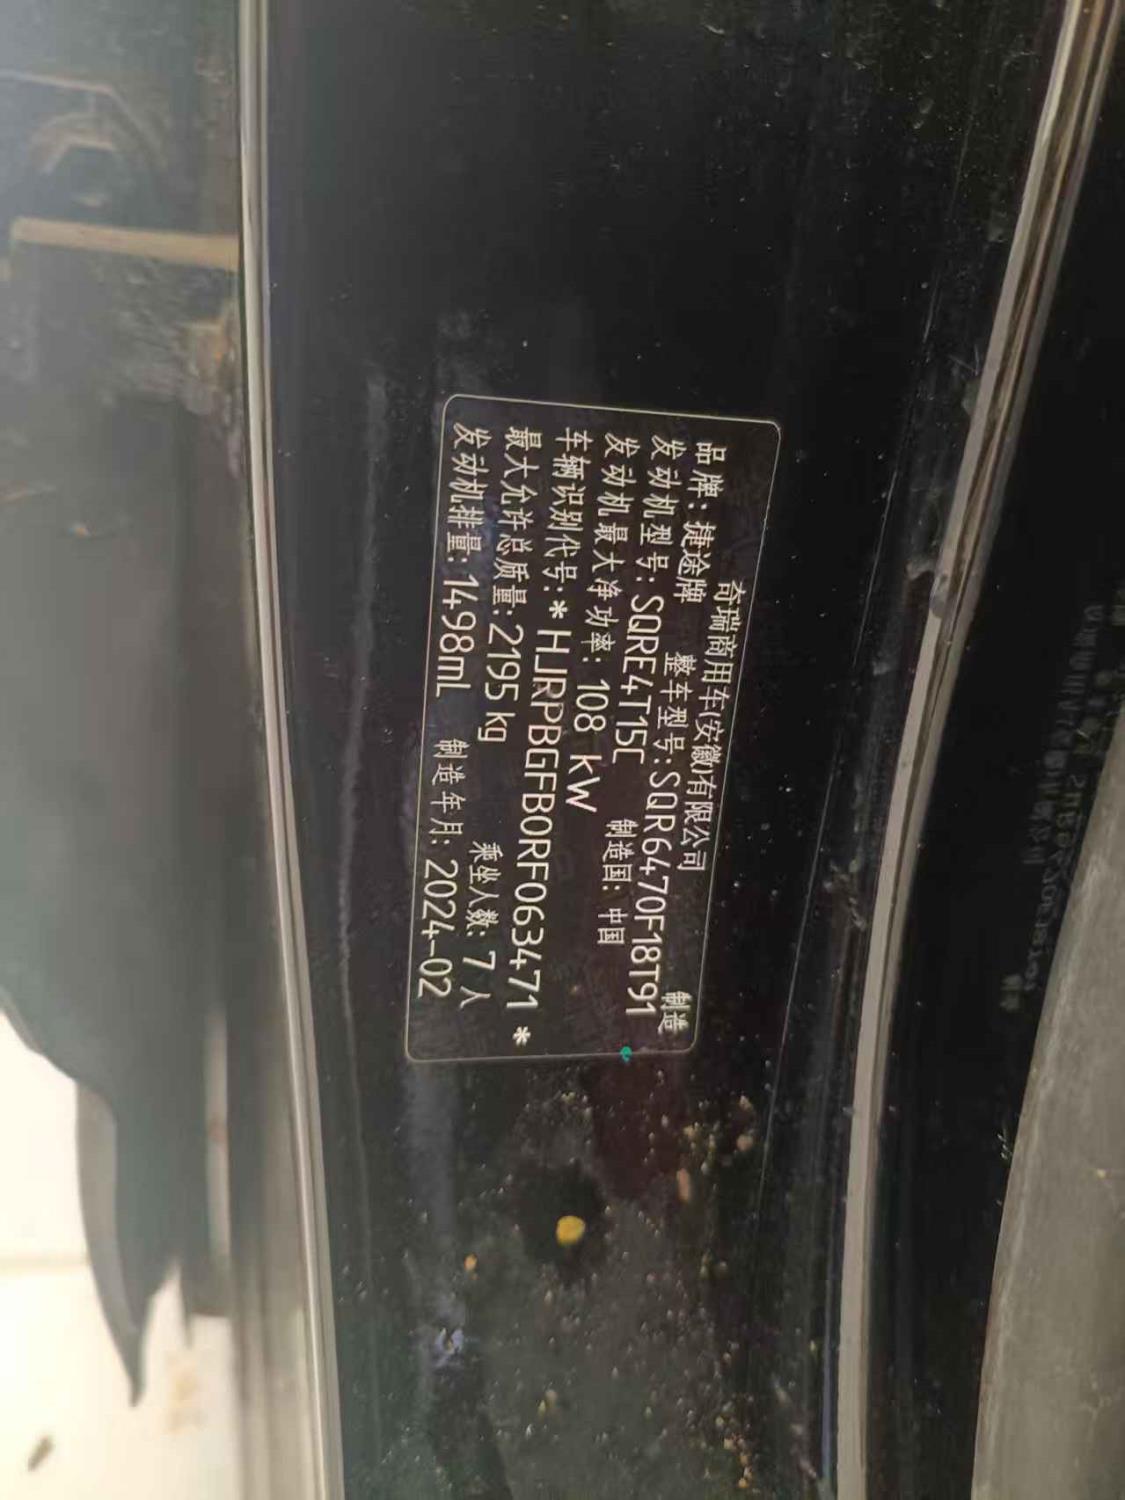 奇瑞商用车(安徽)有限公司 制造
品牌：捷途牌 整车型号：SQR6470F18T91
发动机型号：SQRE4T15C 制造国：中国
发动机最大净功率：108 kW
车辆识别代号：*HJRPBGFB0RF063471*
最大允许总质量：2195 kg 乘坐人数：7 人
发动机排量：1498mL 制造年月：2024-02